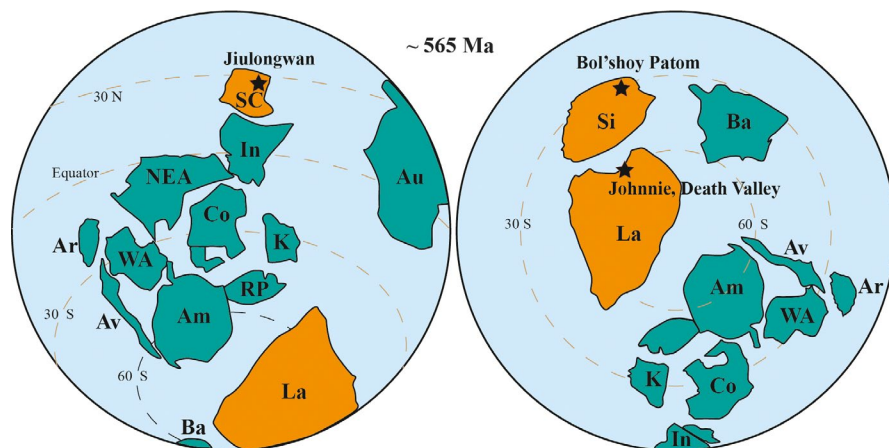 ~ 565 Ma
Jiulongwan
30 N
SC
In
Equator
NEA
Au
Co
Ar
WA
K
RP
30 S
Av
Am
60 S
La
Ba
Bol'shoy Patom
Si
Ba
Johnnie, Death Valley
30 S
La
60 S
Av
Am
Ar
WA
K
Co
In